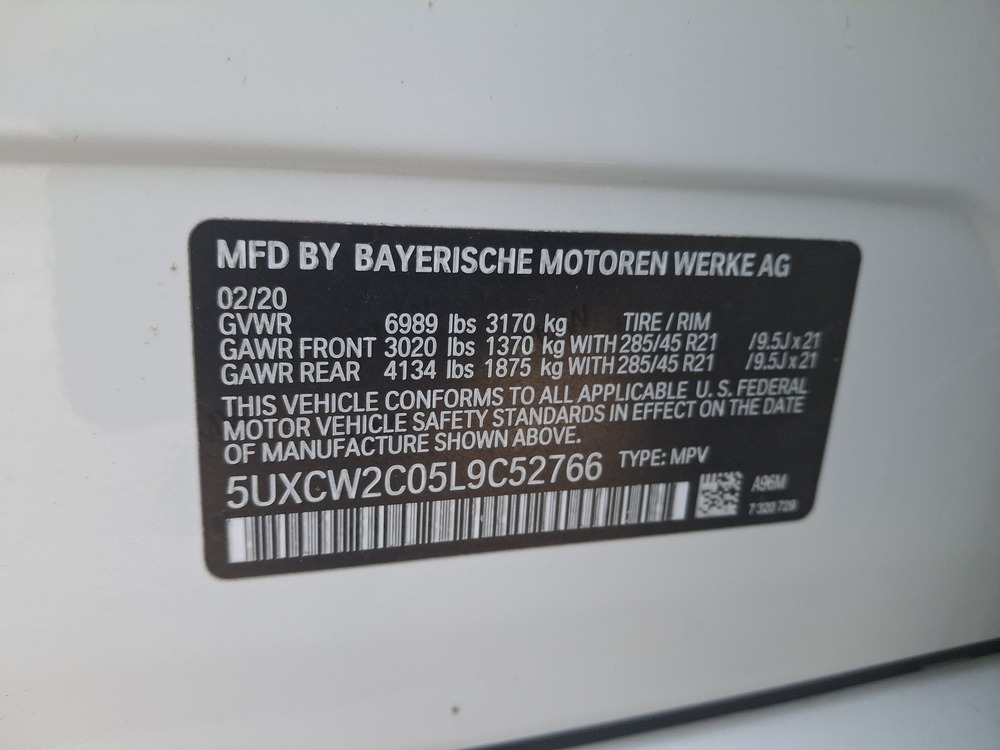 MFD BY BAYERISCHE MOTOREN WERKE AG
02/20
GVWR 6989 lbs 3170 kg TIRE / RIM
GAWR FRONT 3020 lbs 1370 kg WITH 285/45 R21 /9.5J x 21
GAWR REAR 4134 lbs 1875 kg WITH 285/45 R21 /9.5J x 21
THIS VEHICLE CONFORMS TO ALL APPLICABLE U. S. FEDERAL
MOTOR VEHICLE SAFETY STANDARDS IN EFFECT ON THE DATE
OF MANUFACTURE SHOWN ABOVE.
5UXCW2C05L9C52766 TYPE: MPV
A96M
7 320 729